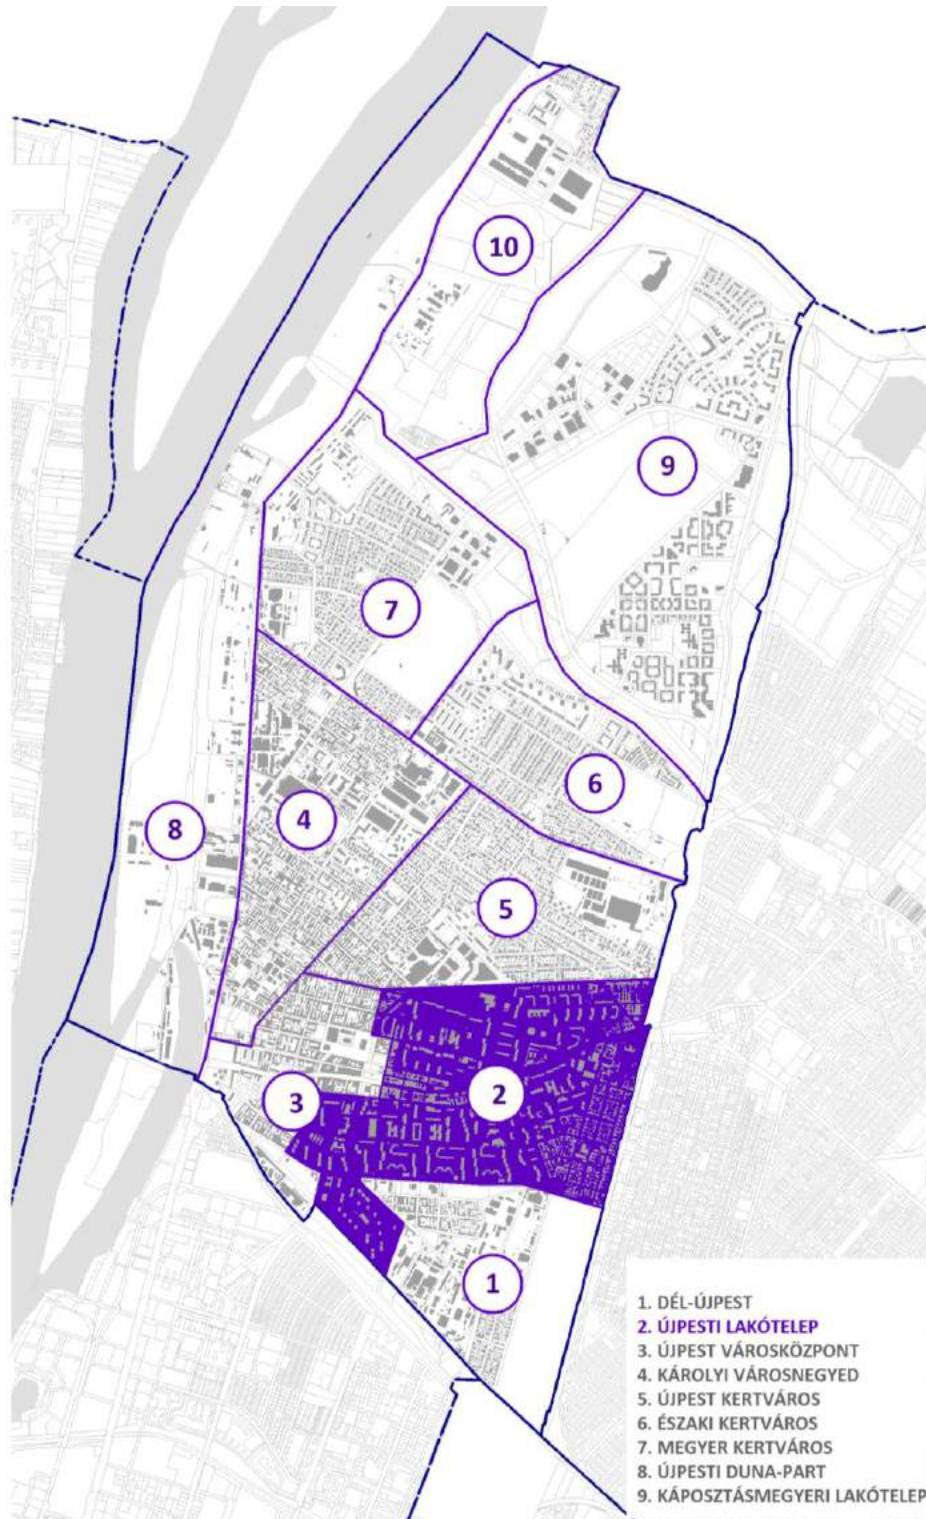 10
9
7
6
8
4
5
3
2
1
1. DÉL-ÚJPEST
2. ÚJPESTI LAKÓTELEP
3. ÚJPEST VÁROSKÖZPONT
4. KÁROLYI VÁROSNEGYED
5. ÚJPEST KERTVÁROS
6. ÉSZAKI KERTVÁROS
7. MEGYER KERTVÁROS
8. ÚJPESTI DUNA-PART
9. KÁPOSZTÁSMEGYERI LAKÓTELEP